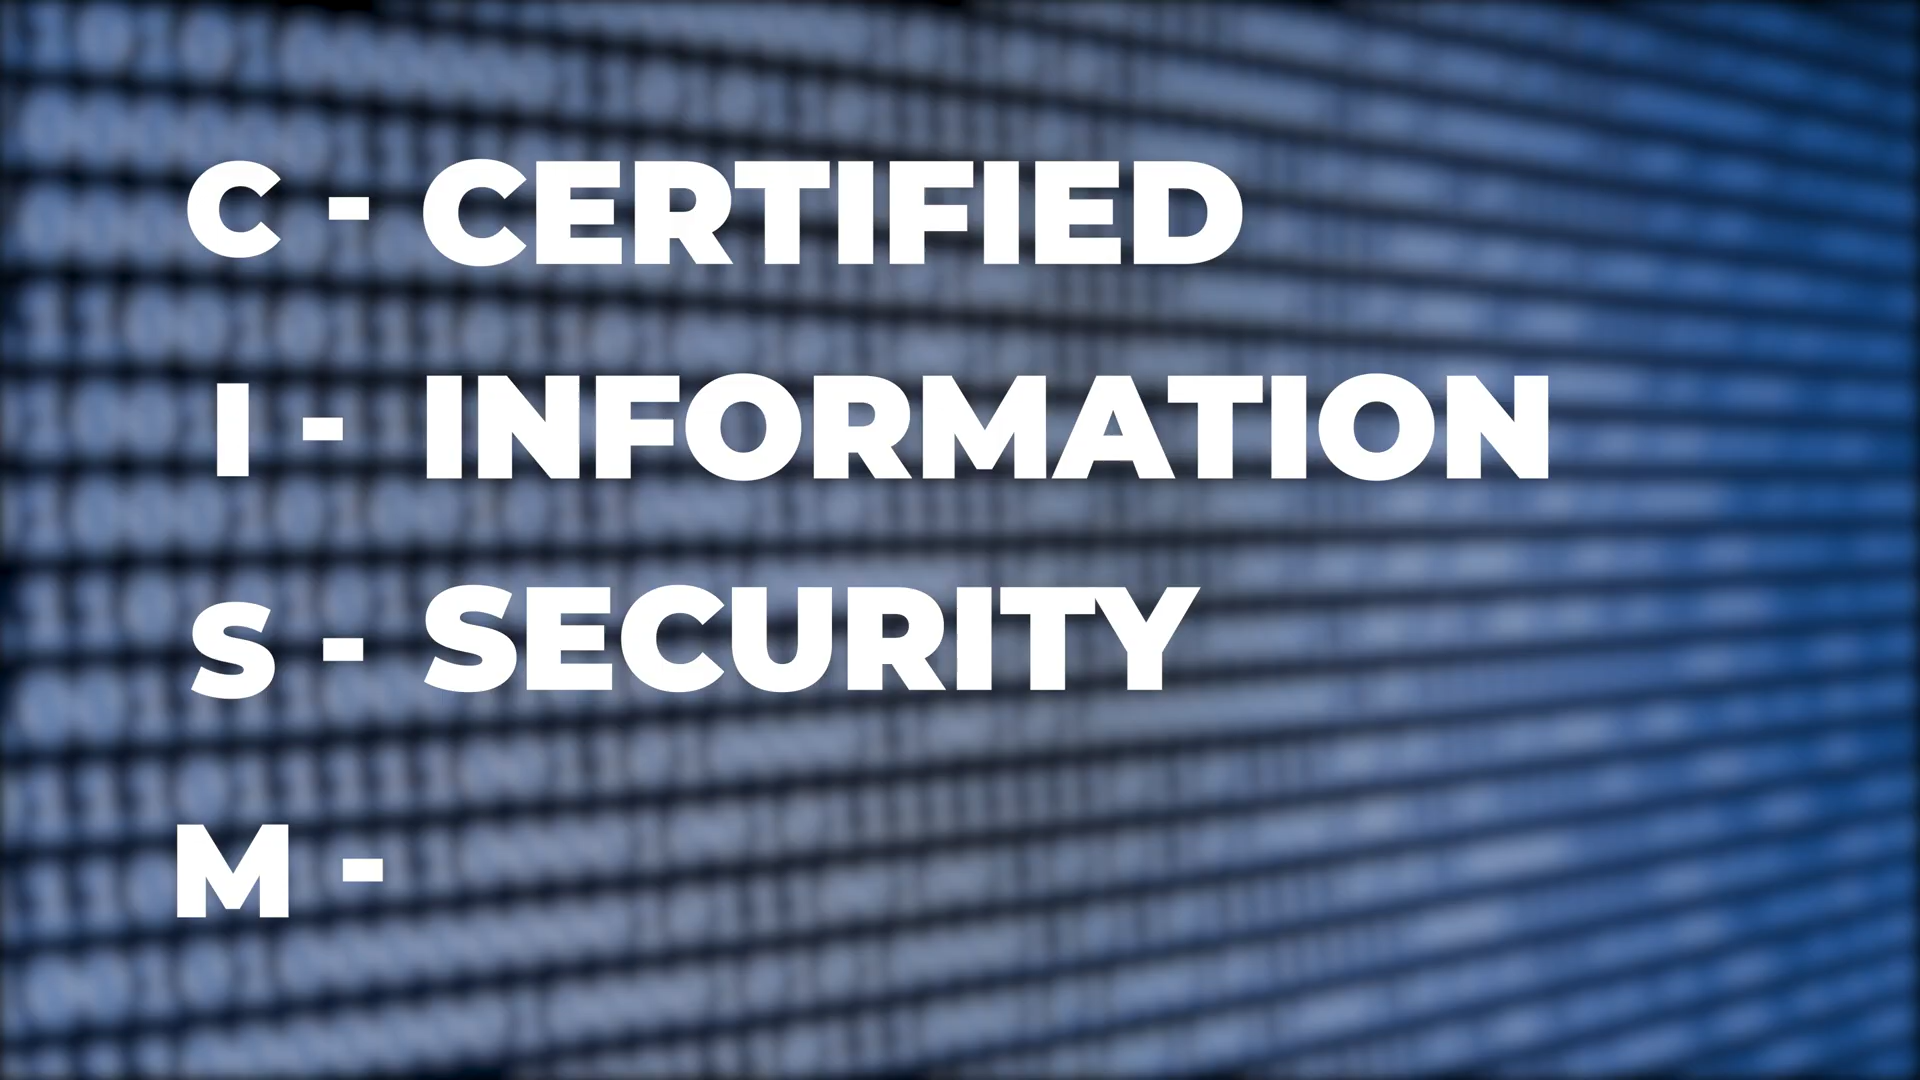 C - CERTIFIED
I - INFORMATION
S - SECURITY
M -